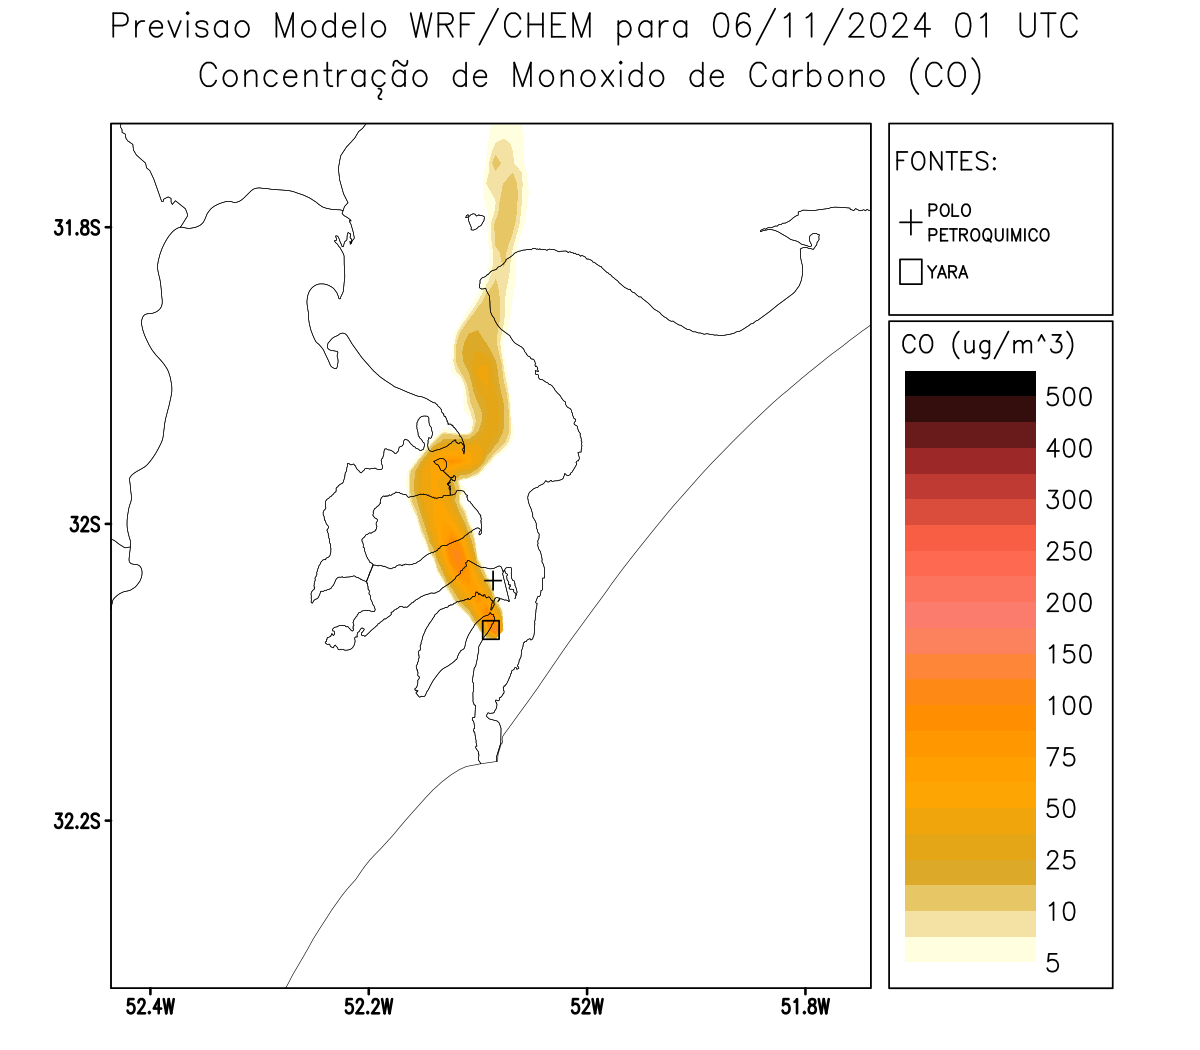 Previsao Modelo WRF/CHEM para 06/11/2024 01 UTC
Concentração de Monoxido de Carbono (CO)
FONTES:
POLO
PETROQUIMICO
YARA
CO (ug/m^3)
500
400
300
250
200
150
100
75
50
25
10
5
31.8S
32S
32.2S
52.4W
52.2W
52W
51.8W